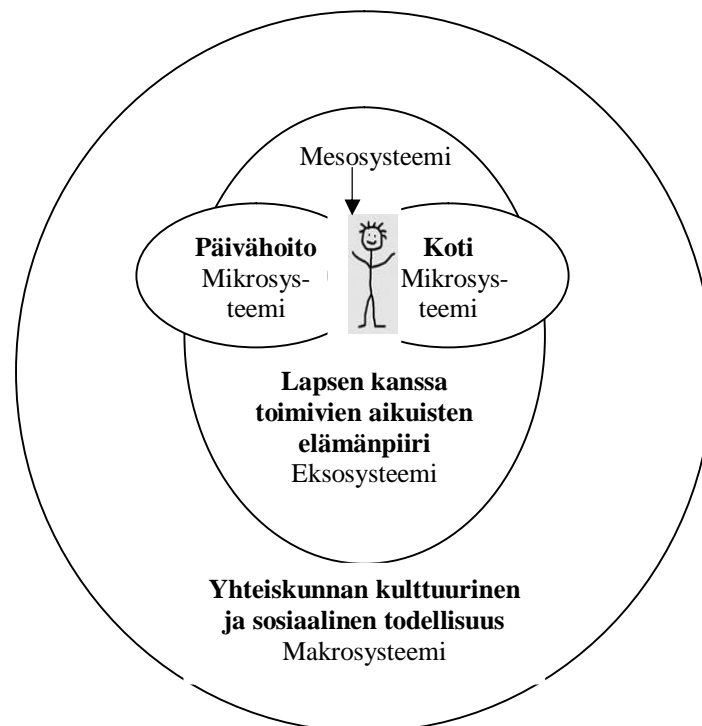 Mesosysteemi
Päivähoito
Mikrosys-
teemi
Koti
Mikrosys-
teemi
Lapsen kanssa
toimivien aikuisten
elämänpiiri
Eksosysteemi
Yhteiskunnan kulttuurinen
ja sosiaalinen todellisuus
Makrosysteemi